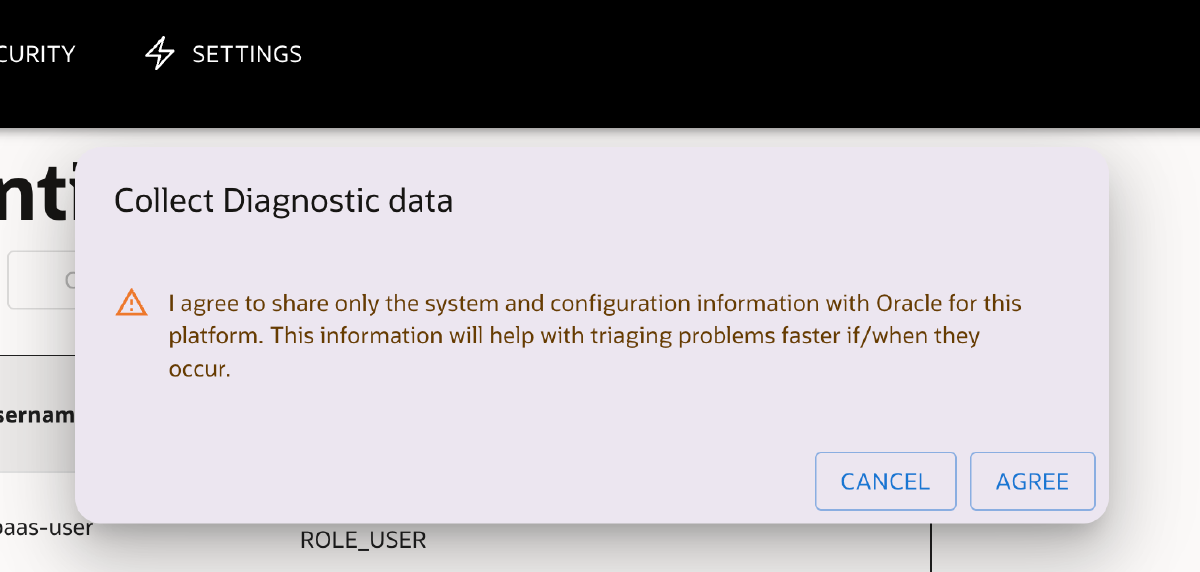 SETTINGS
Collect Diagnostic data
I agree to share only the system and configuration information with Oracle for this
platform. This information will help with triaging problems faster if/when they
occur.
CANCEL AGREE
ROLE_USER